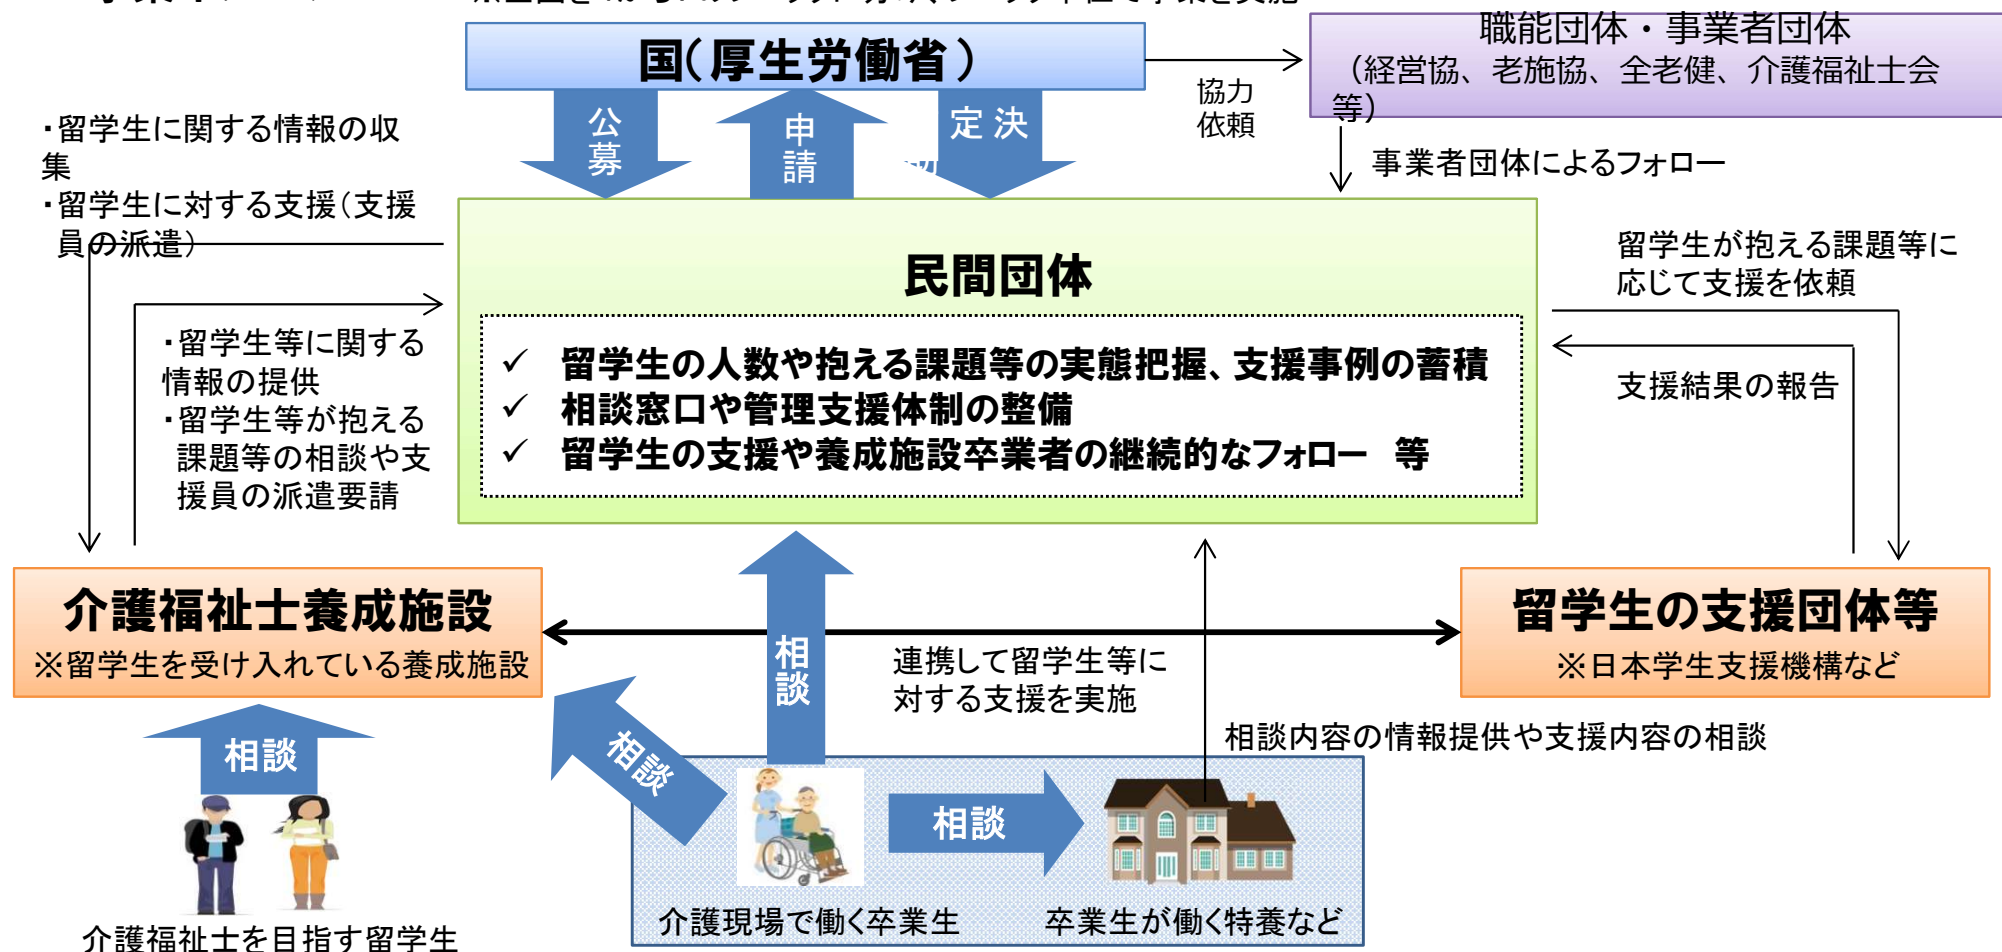 国（厚生労働省）
職能団体・事業者団体
（経営協、老施協、全老健、介護福祉士会
等）
協力
依頼
公募
申請
決定
事業者団体によるフォロー
・留学生に関する情報の収
集
・留学生に対する支援（支援
員の派遣）
民間団体
✓ 留学生の人数や抱える課題等の実態把握、支援事例の蓄積
✓ 相談窓口や管理支援体制の整備
✓ 留学生の支援や養成施設卒業者の継続的なフォロー 等
・留学生等に関する
情報の提供
・留学生等が抱える
課題等の相談や支
援員の派遣要請
留学生が抱える課題等に
応じて支援を依頼
支援結果の報告
介護福祉士養成施設
※留学生を受け入れている養成施設
留学生の支援団体等
※日本学生支援機構など
連携して留学生等に
対する支援を実施
相談
相談
相談
相談
相談内容の情報提供や支援内容の相談
介護福祉士を目指す留学生
介護現場で働く卒業生
卒業生が働く特養など